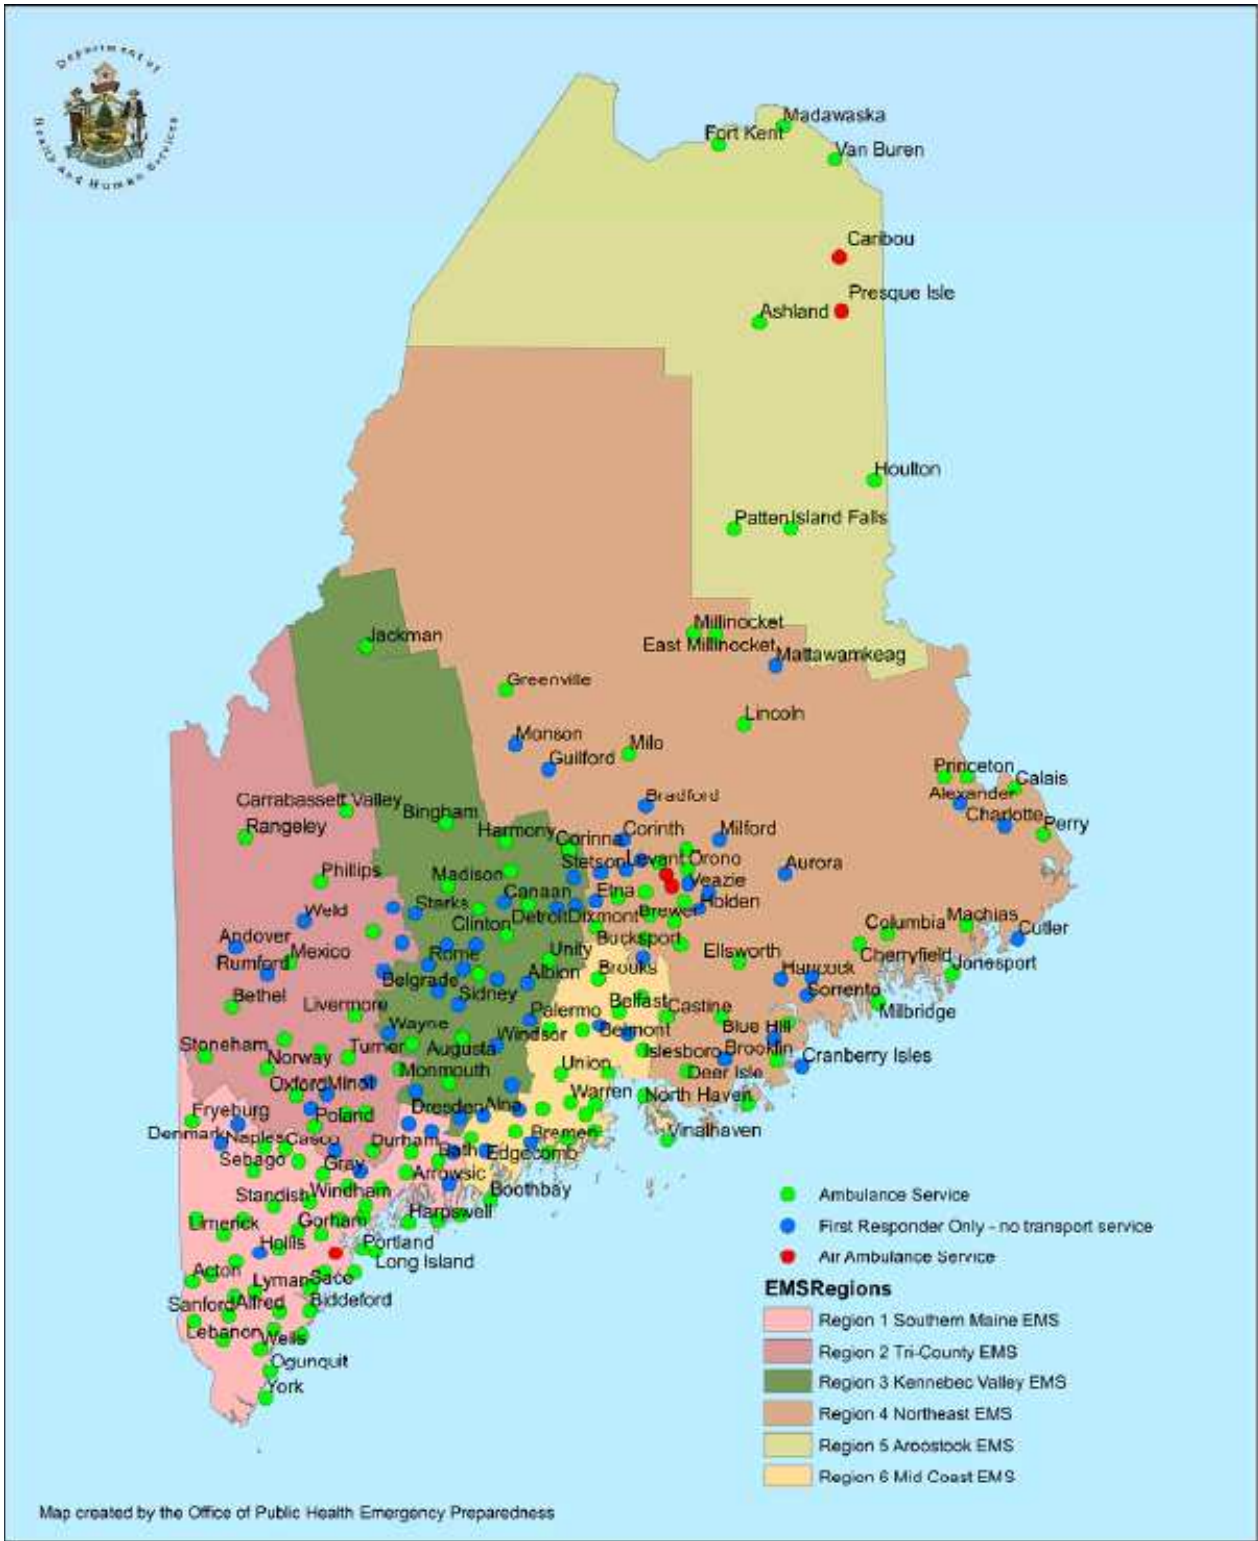 Department of
Health And Human Services
Madawaska
Fort Kent
Van Buren
Caribou
Presque Isle
Ashland
Houlton
Patten
Island Falls
Millinocket
Jackman
East Millinocket
Mattawamkeag
Greenville
Lincoln
Monson
Milo
Guilford
Princeton
Calais
Carrabassett Valley
Bradford
Alexander
Bingham
Charlotte
Rangeley
Harmony
Corinth
Milford
Perry
Corinna
Stetson
Levant
Orono
Aurora
Phillips
Madison
Veazie
Canaan
Etna
Holden
Weld
Starks
Detroit
Dixmont
Brewer
Clinton
Columbia
Machias
Andover
Bucksport
Cutler
Mexico
Rome
Unity
Ellsworth
Cherryfield
Rumford
Brooks
Jonesport
Belgrade
Albion
Hancock
Sidney
Sorrento
Bethel
Livermore
Belfast
Castine
Palermo
Milbridge
Wayne
Windsor
Belmont
Blue Hill
Stoneham
Turner
Augusta
Islesboro
Brooklin
Cranberry Isles
Norway
Union
Monmouth
Deer Isle
Oxford
Minot
Warren
North Haven
Fryeburg
Dresden
Alna
Poland
Denmark
Naples
Casco
Durham
Bremen
Vinalhaven
Bath
Edgecomb
Sebago
Gray
Arrowsic
Standish
Windham
Boothbay
Harpswell
Limerick
Gorham
Hollis
Portland
Long Island
Acton
Lyman
Saco
Sanford
Alfred
Biddeford
Lebanon
Wells
Ogunquit
York
Ambulance Service
First Responder Only - no transport service
Air Ambulance Service
EMSRegions
Region 1 Southern Maine EMS
Region 2 Tri-County EMS
Region 3 Kennebec Valley EMS
Region 4 Northeast EMS
Region 5 Aroostook EMS
Region 6 Mid Coast EMS
Map created by the Office of Public Health Emergency Preparedness